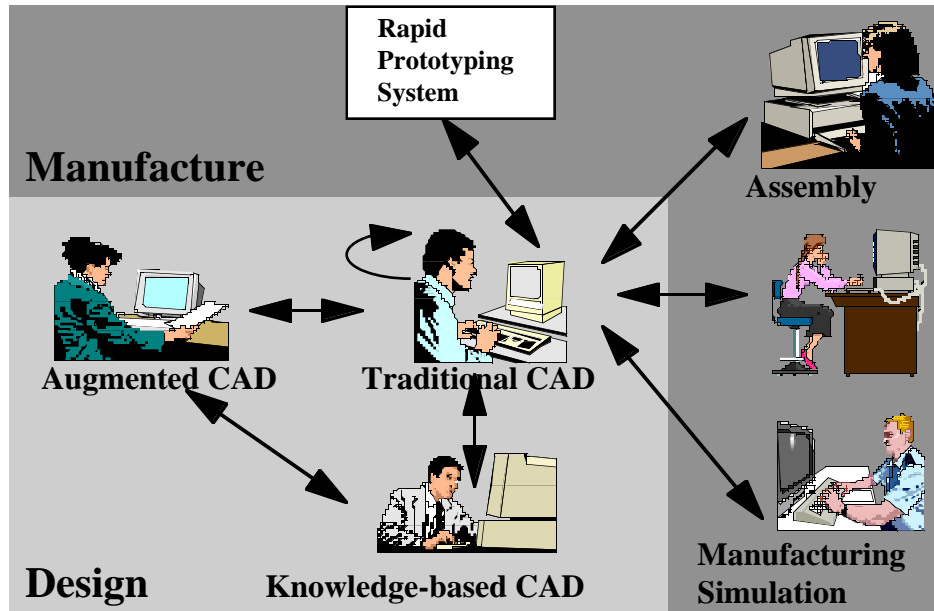 Rapid
Prototyping
System
Manufacture
Assembly
Augmented CAD
Traditional CAD
Manufacturing
Simulation
Design
Knowledge-based CAD